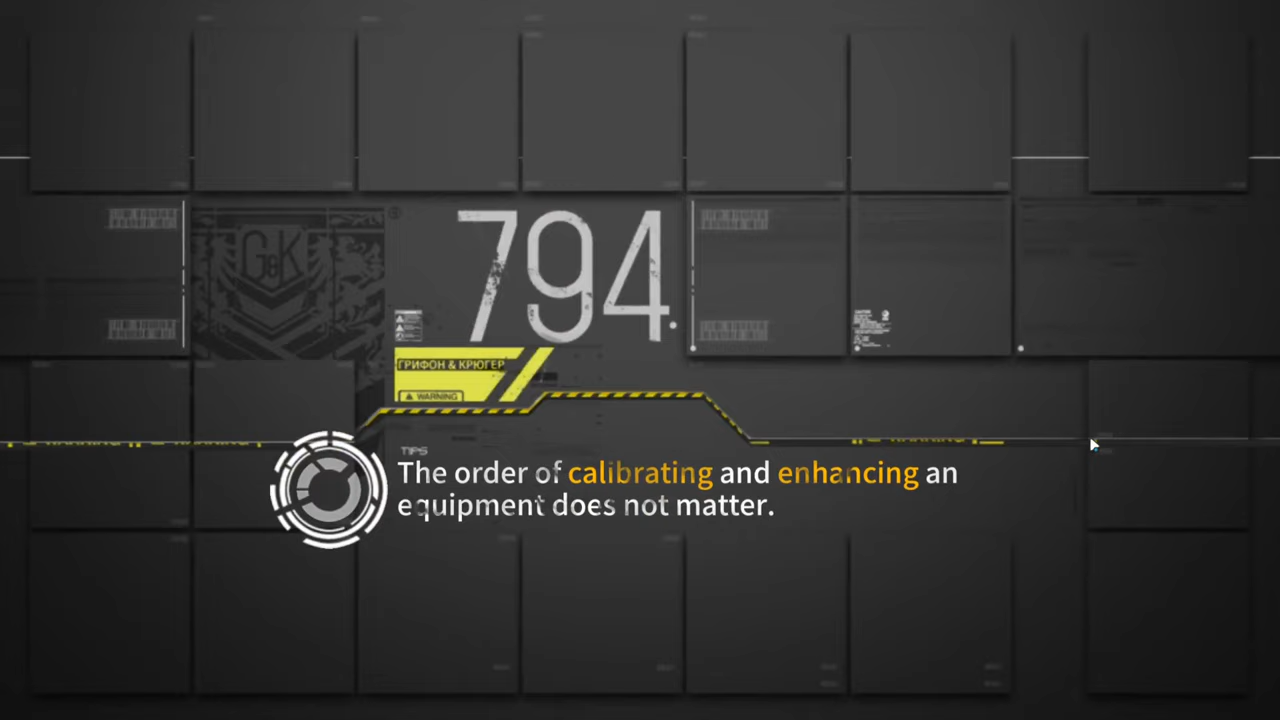 G&K
794.
ГРИФОН & КРЮГЕР
WARNING
TIPS
The order of calibrating and enhancing an
equipment does not matter.